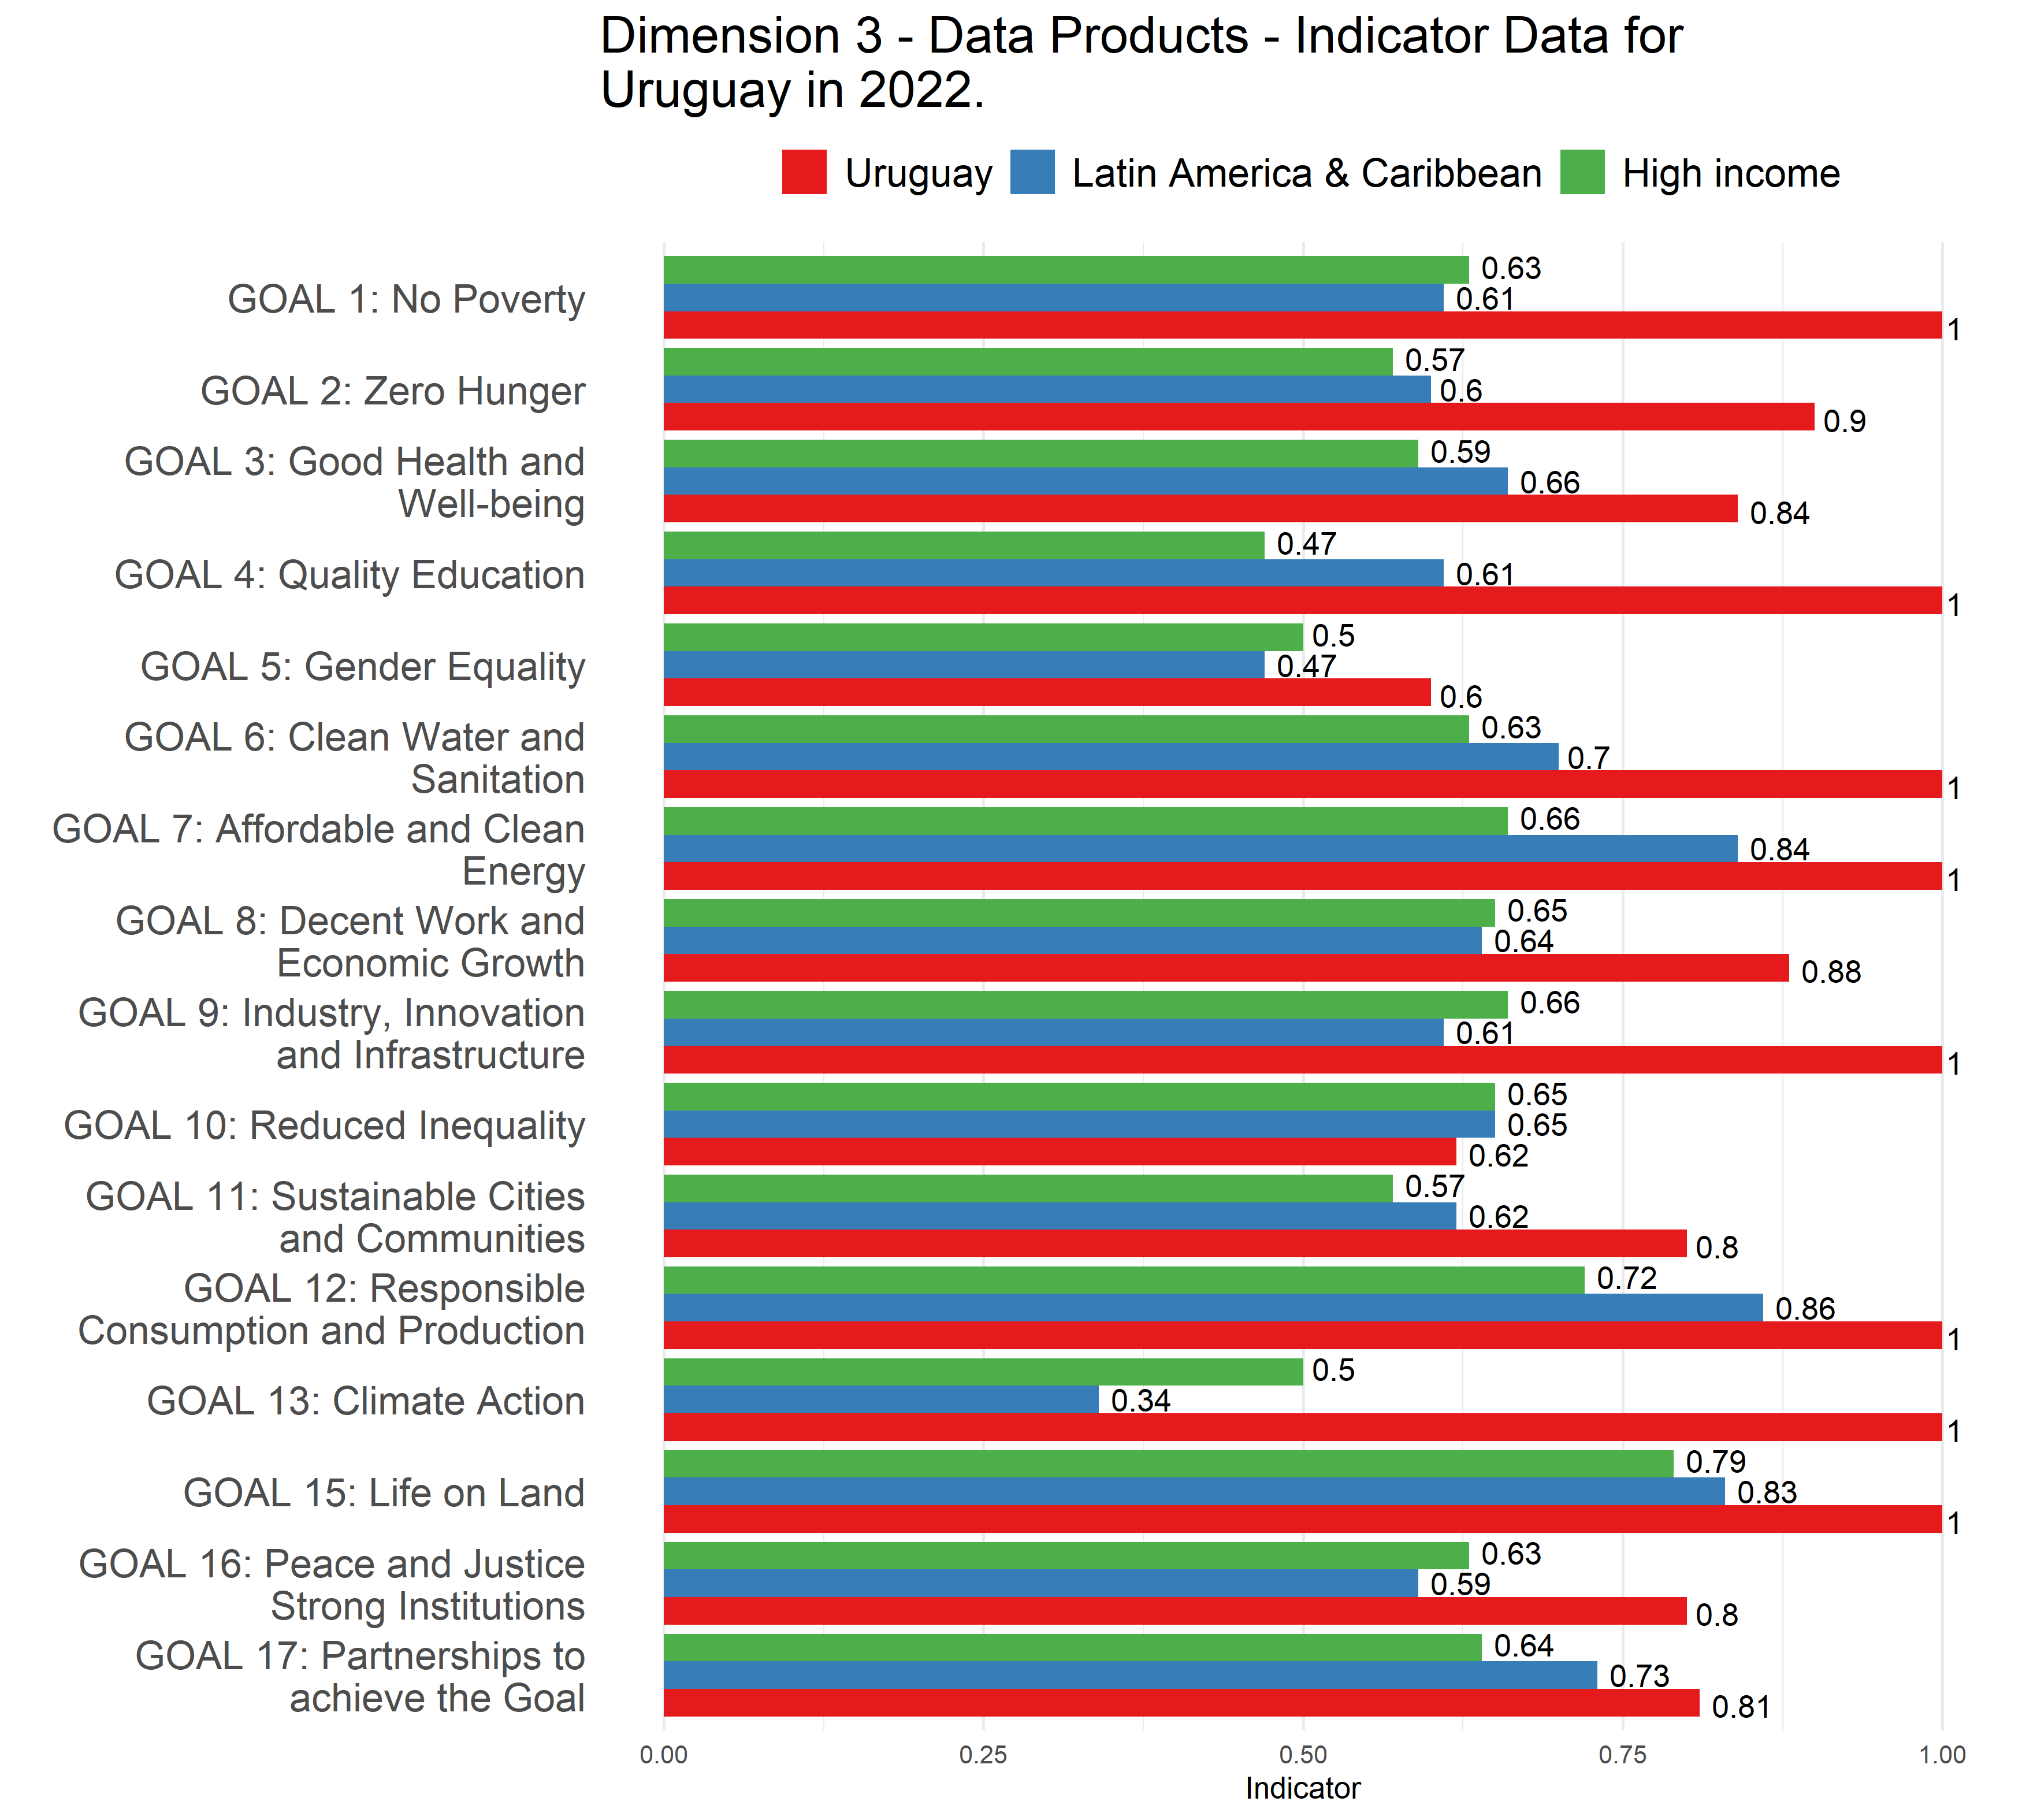 Dimension 3 - Data Products - Indicator Data for
Uruguay in 2022.
Uruguay Latin America & Caribbean High income
GOAL 1: No Poverty
0.63
0.61
1
GOAL 2: Zero Hunger
0.57
0.6
0.9
GOAL 3: Good Health and
Well-being
0.59
0.66
0.84
GOAL 4: Quality Education
0.47
0.61
1
GOAL 5: Gender Equality
0.5
0.47
0.6
GOAL 6: Clean Water and
Sanitation
0.63
0.7
1
GOAL 7: Affordable and Clean
Energy
0.66
0.84
1
GOAL 8: Decent Work and
Economic Growth
0.65
0.64
0.88
GOAL 9: Industry, Innovation
and Infrastructure
0.66
0.61
1
GOAL 10: Reduced Inequality
0.65
0.65
0.62
GOAL 11: Sustainable Cities
and Communities
0.57
0.62
0.8
GOAL 12: Responsible
Consumption and Production
0.72
0.86
1
GOAL 13: Climate Action
0.5
0.34
1
GOAL 15: Life on Land
0.79
0.83
1
GOAL 16: Peace and Justice
Strong Institutions
0.63
0.59
0.8
GOAL 17: Partnerships to
achieve the Goal
0.64
0.73
0.81
0.00 0.25 0.50 0.75 1.00
Indicator